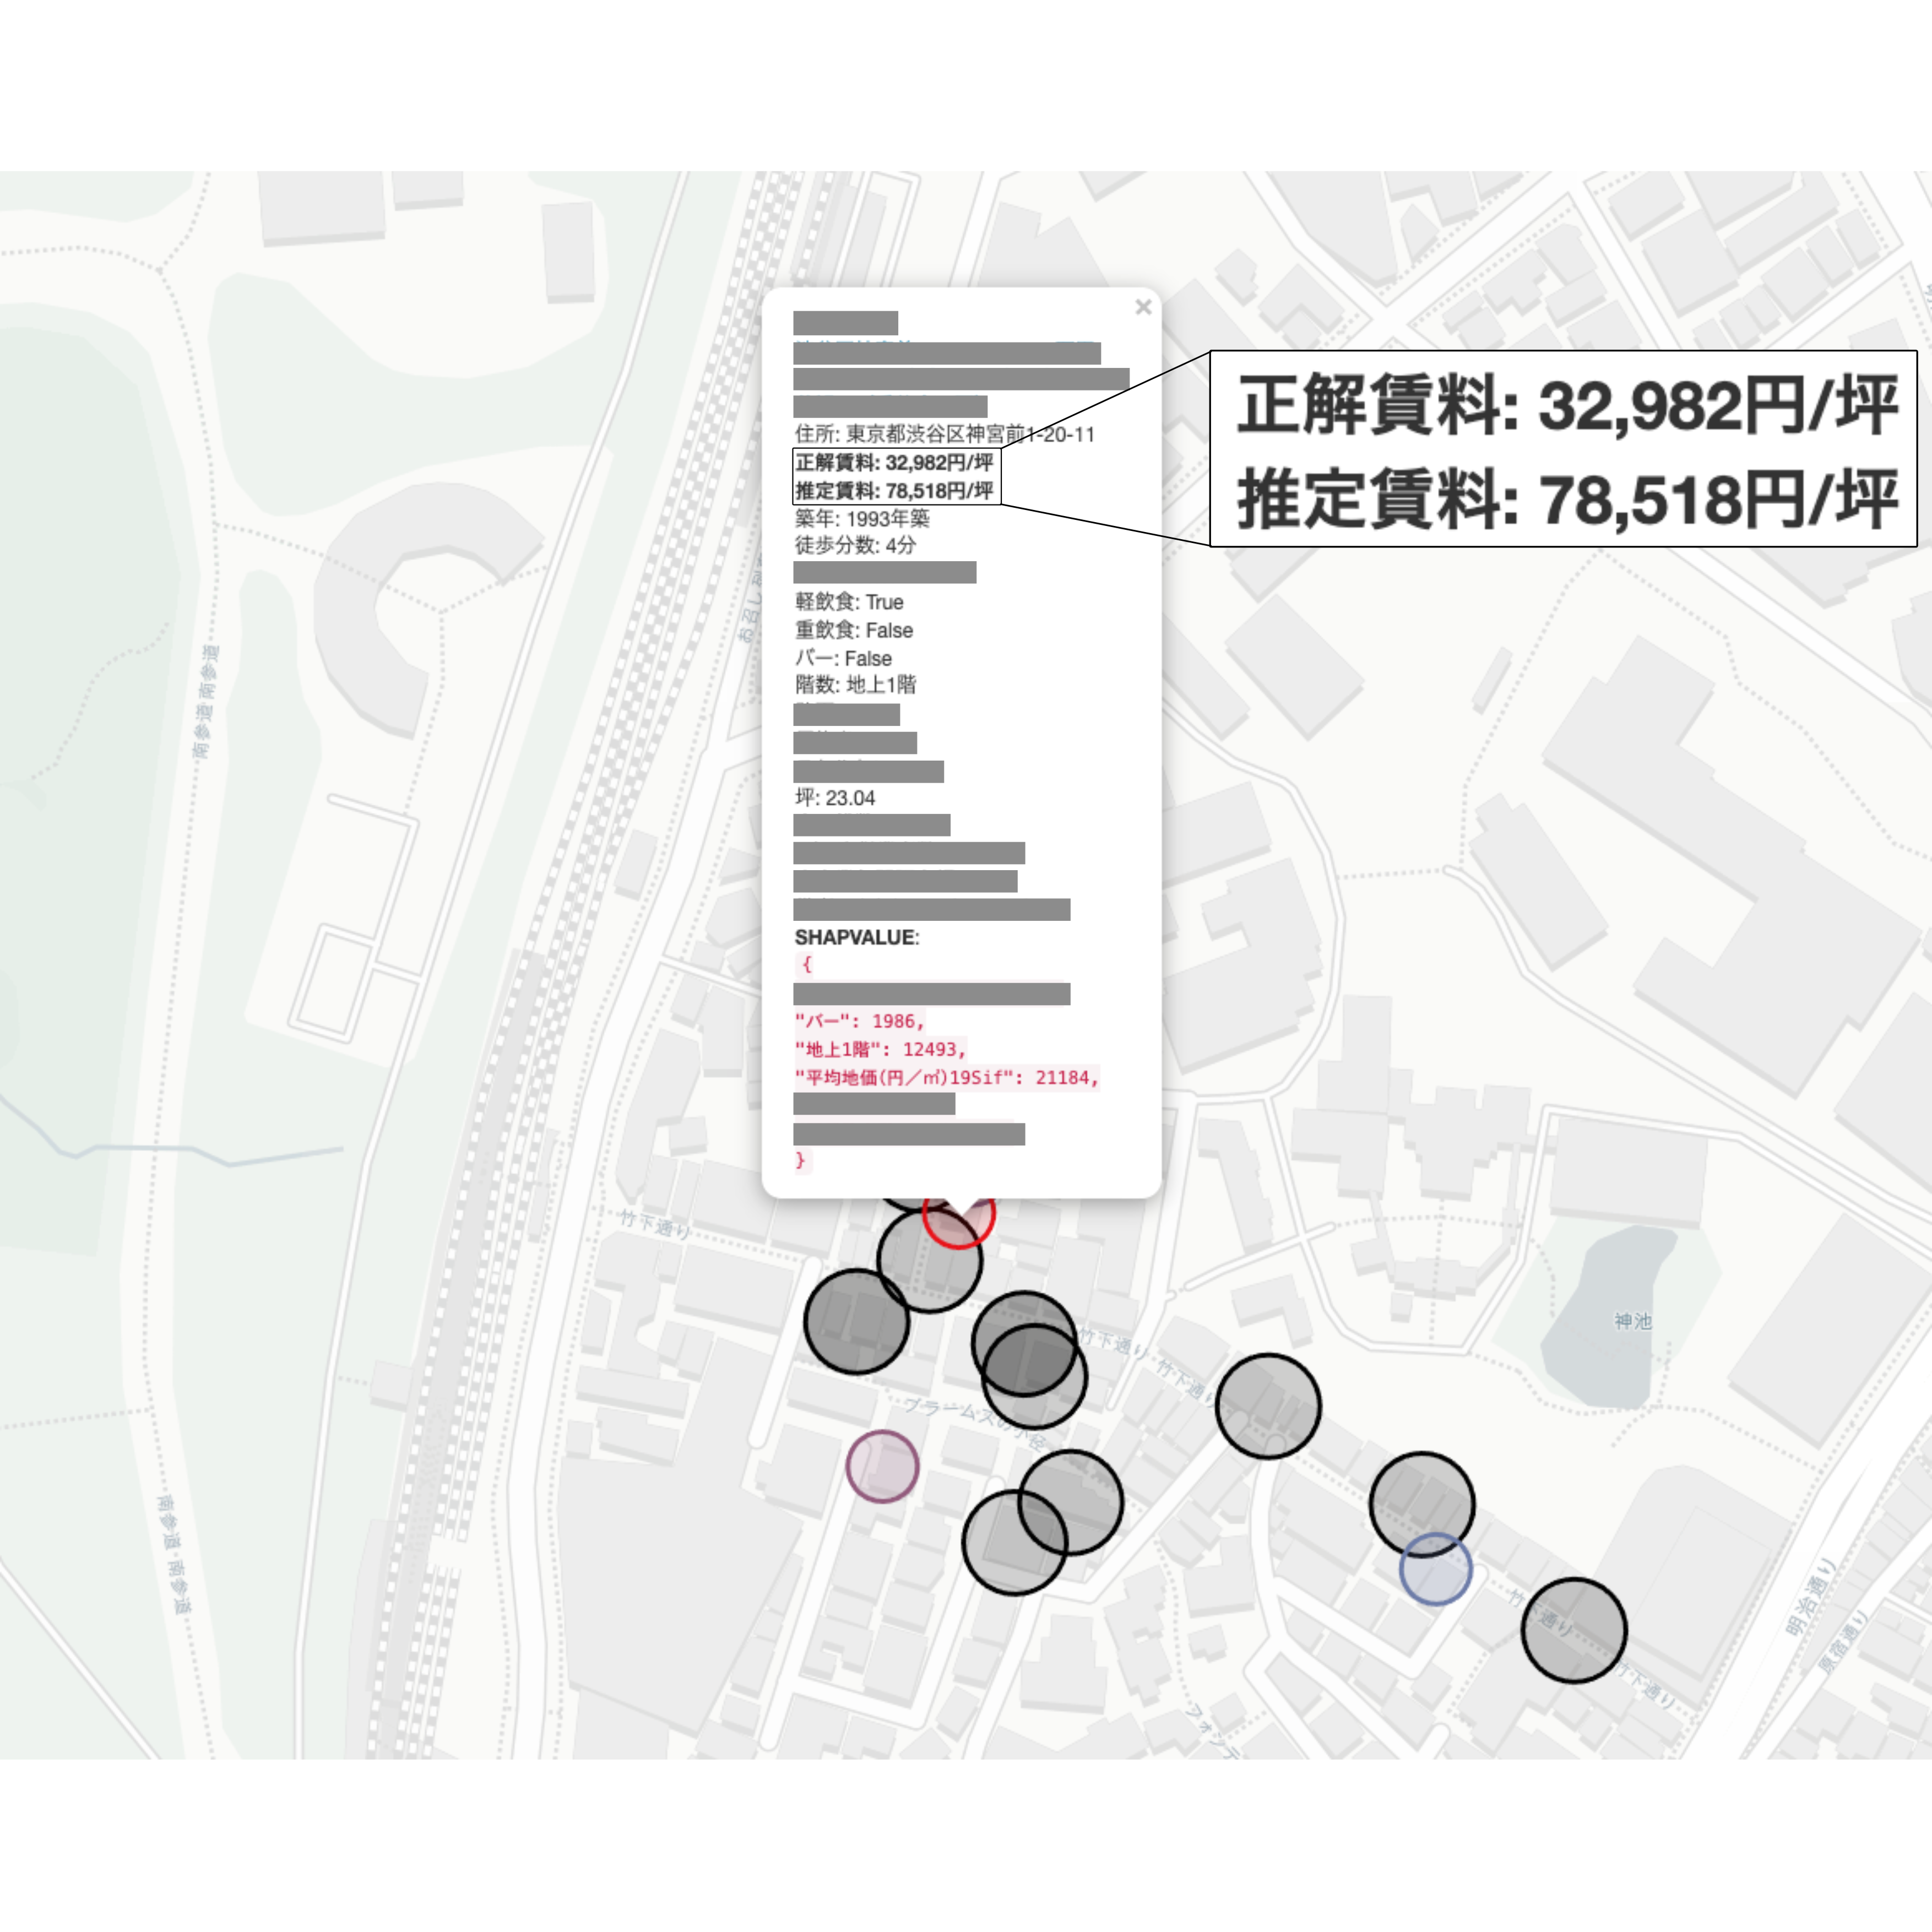 ×
住所: 東京都渋谷区神宮前1-20-11
正解賃料: 32,982円/坪
推定賃料: 78,518円/坪
築年: 1993年築
徒歩分数: 4分
軽飲食: True
重飲食: False
バー: False
階数: 地上1階
坪: 23.04
SHAPVALUE:
{
"バー": 1986,
"地上1階": 12493,
"平均地価(円／㎡)19Sif": 21184,
}
正解賃料: 32,982円/坪
推定賃料: 78,518円/坪
南参道 南参道
竹下通り
竹下通り 竹下通り
ブラームスの小径
神池
南参道 南参道
竹下通り
竹下通り
明治通り
原宿通り